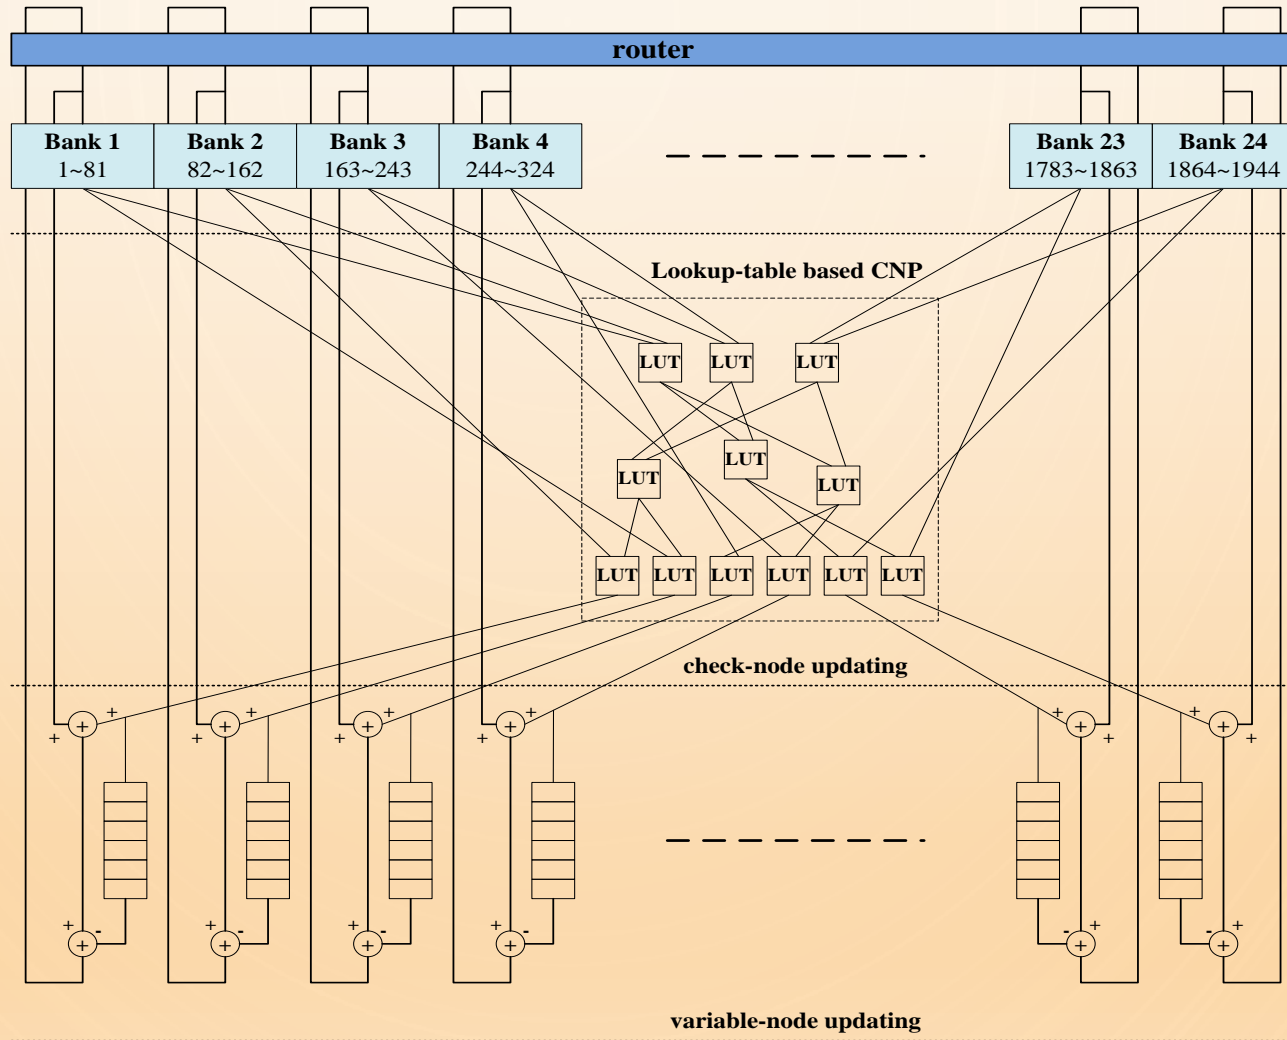 router
Bank 1
1~81
Bank 2
82~162
Bank 3
163~243
Bank 4
244~324
Bank 23
1783~1863
Bank 24
1864~1944
Lookup-table based CNP
LUT
LUT
LUT
LUT
LUT
LUT
LUT
LUT
LUT
LUT
LUT
LUT
check-node updating
+ + + + + +
+ + + + + +
+ + + + + +
+ - + - + - + - - + - +
+ + + + + +
variable-node updating